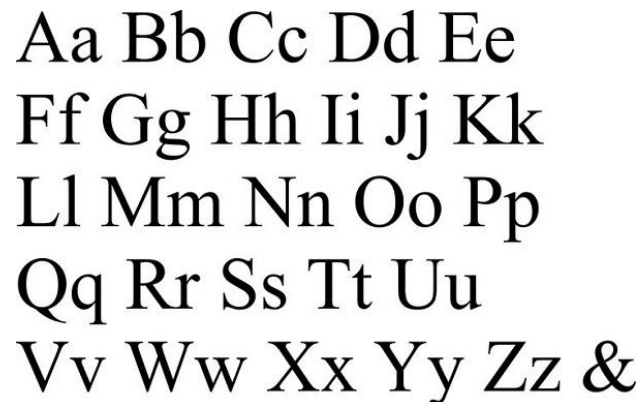 Aa Bb Cc Dd Ee
Ff Gg Hh Ii Jj Kk
Ll Mm Nn Oo Pp
Qq Rr Ss Tt Uu
Vv Ww Xx Yy Zz &